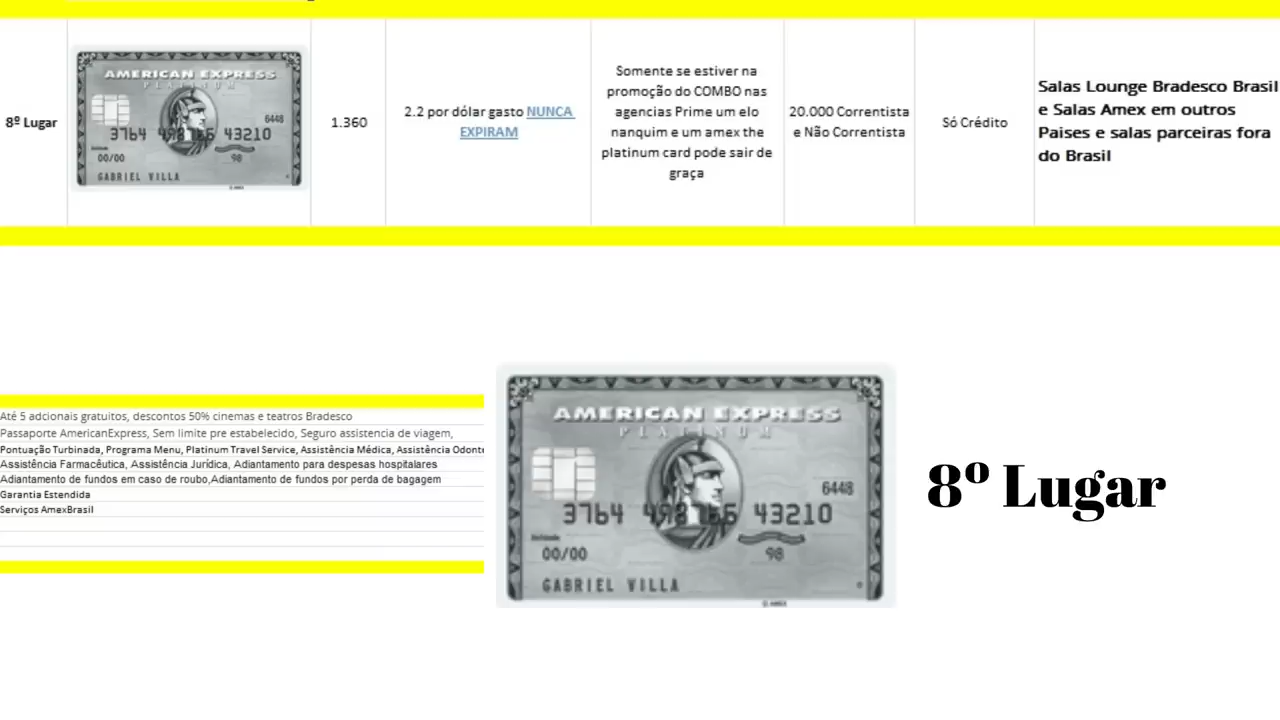 8º Lugar
AMERICAN EXPRESS
PLATINUM
6448
3764 43210
00/00
98
GABRIEL VILLA
1.360
2.2 por dólar gasto NUNCA
EXPIRAM
Somente se estiver na
promoção do COMBO nas
agencias Prime um elo
nanquim e um amex the
platinum card pode sair de
graça
20.000 Correntista
e Não Correntista
Só Crédito
Salas Lounge Bradesco Brasil
e Salas Amex em outros
Paises e salas parceiras fora
do Brasil
Até 5 adcionais gratuitos, descontos 50% cinemas e teatros Bradesco
Passaporte AmericanExpress, Sem limite pre estabelecido, Seguro assistencia de viagem,
Pontuação Turbinada, Programa Menu, Platinum Travel Service, Assistência Médica, Assistência Odont
Assistência Farmacêutica, Assistência Jurídica, Adiantamento para despesas hospitalares
Adiantamento de fundos em caso de roubo,Adiantamento de fundos por perda de bagagem
Garantia Estendida
Serviços AmexBrasil
AMERICAN EXPRESS
PLATINUM
6448
3764 43210
00/00
98
GABRIEL VILLA
8º Lugar